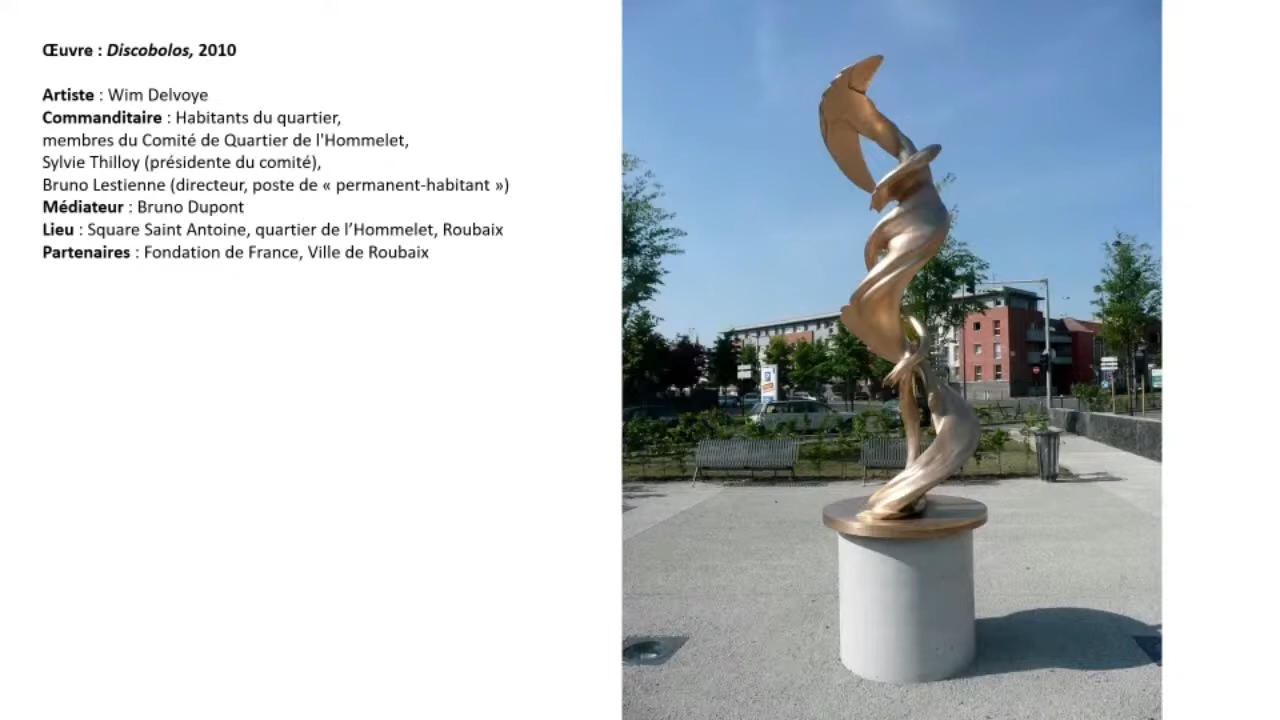 Œuvre : Discobolos, 2010
Artiste : Wim Delvoye
Commanditaire : Habitants du quartier,
membres du Comité de Quartier de l'Hommelet,
Sylvie Thilloy (présidente du comité),
Bruno Lestienne (directeur, poste de « permanent-habitant »)
Médiateur : Bruno Dupont
Lieu : Square Saint Antoine, quartier de l’Hommelet, Roubaix
Partenaires : Fondation de France, Ville de Roubaix